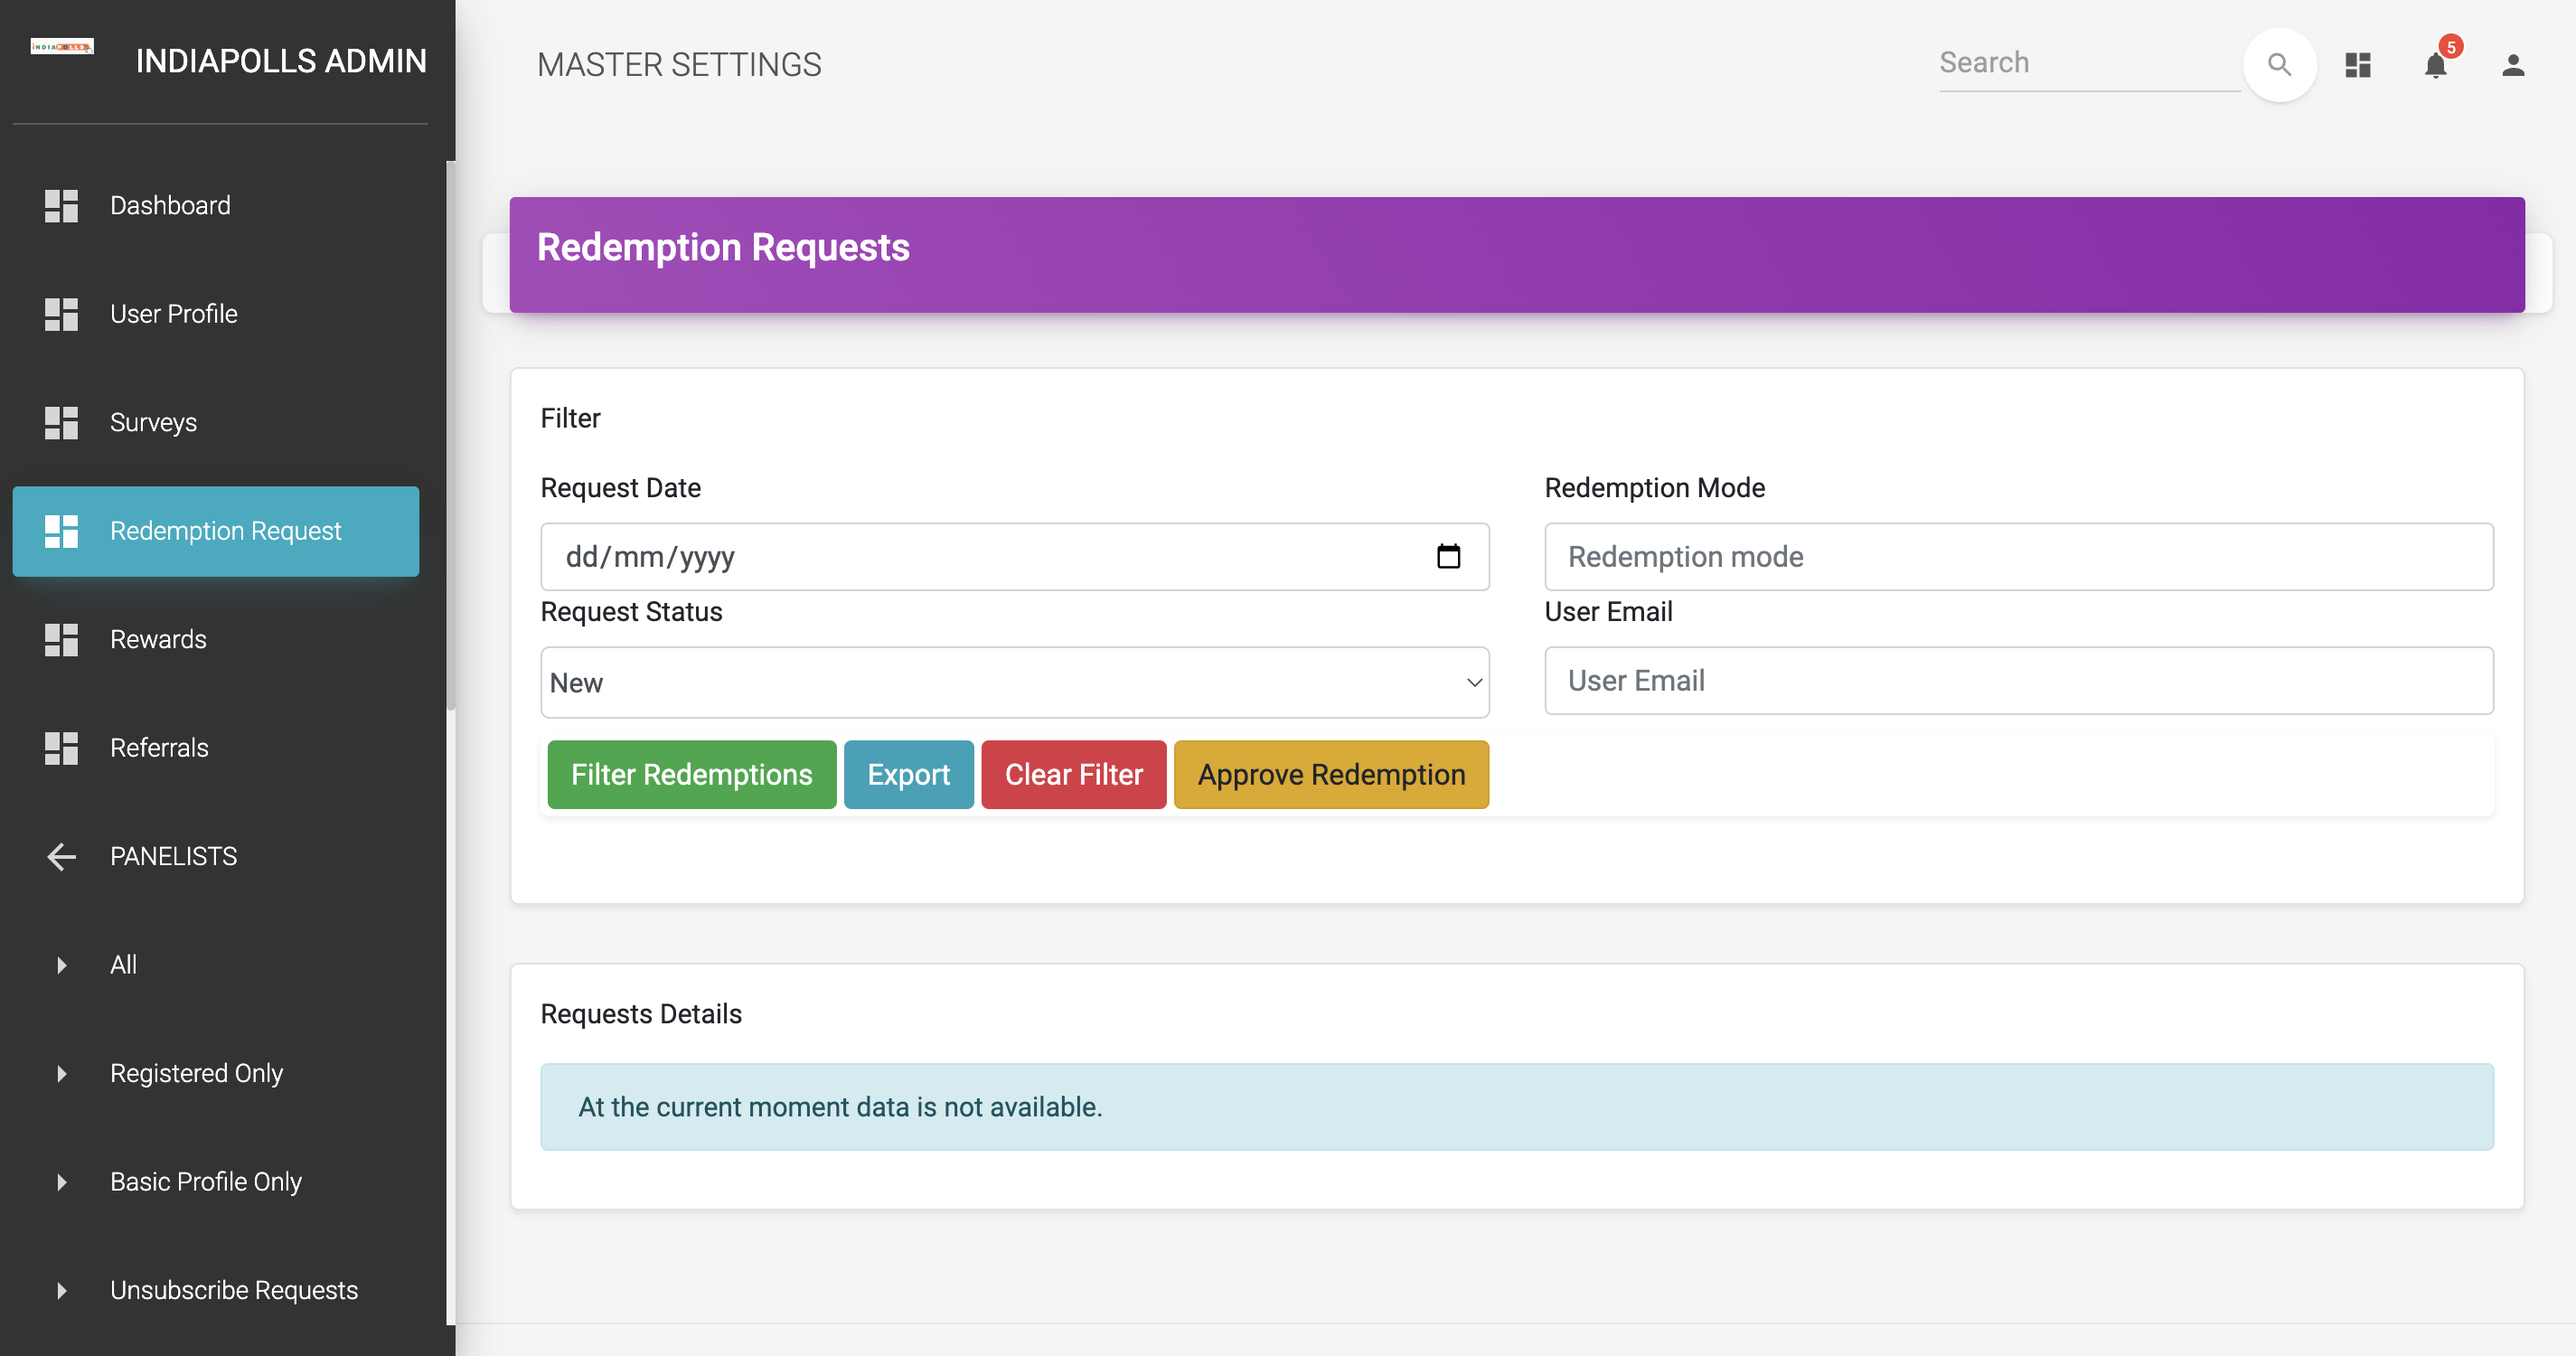 INDIAPOLLS
INDIAPOLLS ADMIN
Dashboard
User Profile
Surveys
Redemption Request
Rewards
Referrals
PANELISTS
All
Registered Only
Basic Profile Only
Unsubscribe Requests
MASTER SETTINGS
Search
5
Redemption Requests
Filter
Request Date
Redemption Mode
dd/mm/yyyy
Redemption mode
Request Status
User Email
New
User Email
Filter Redemptions
Export
Clear Filter
Approve Redemption
Requests Details
At the current moment data is not available.